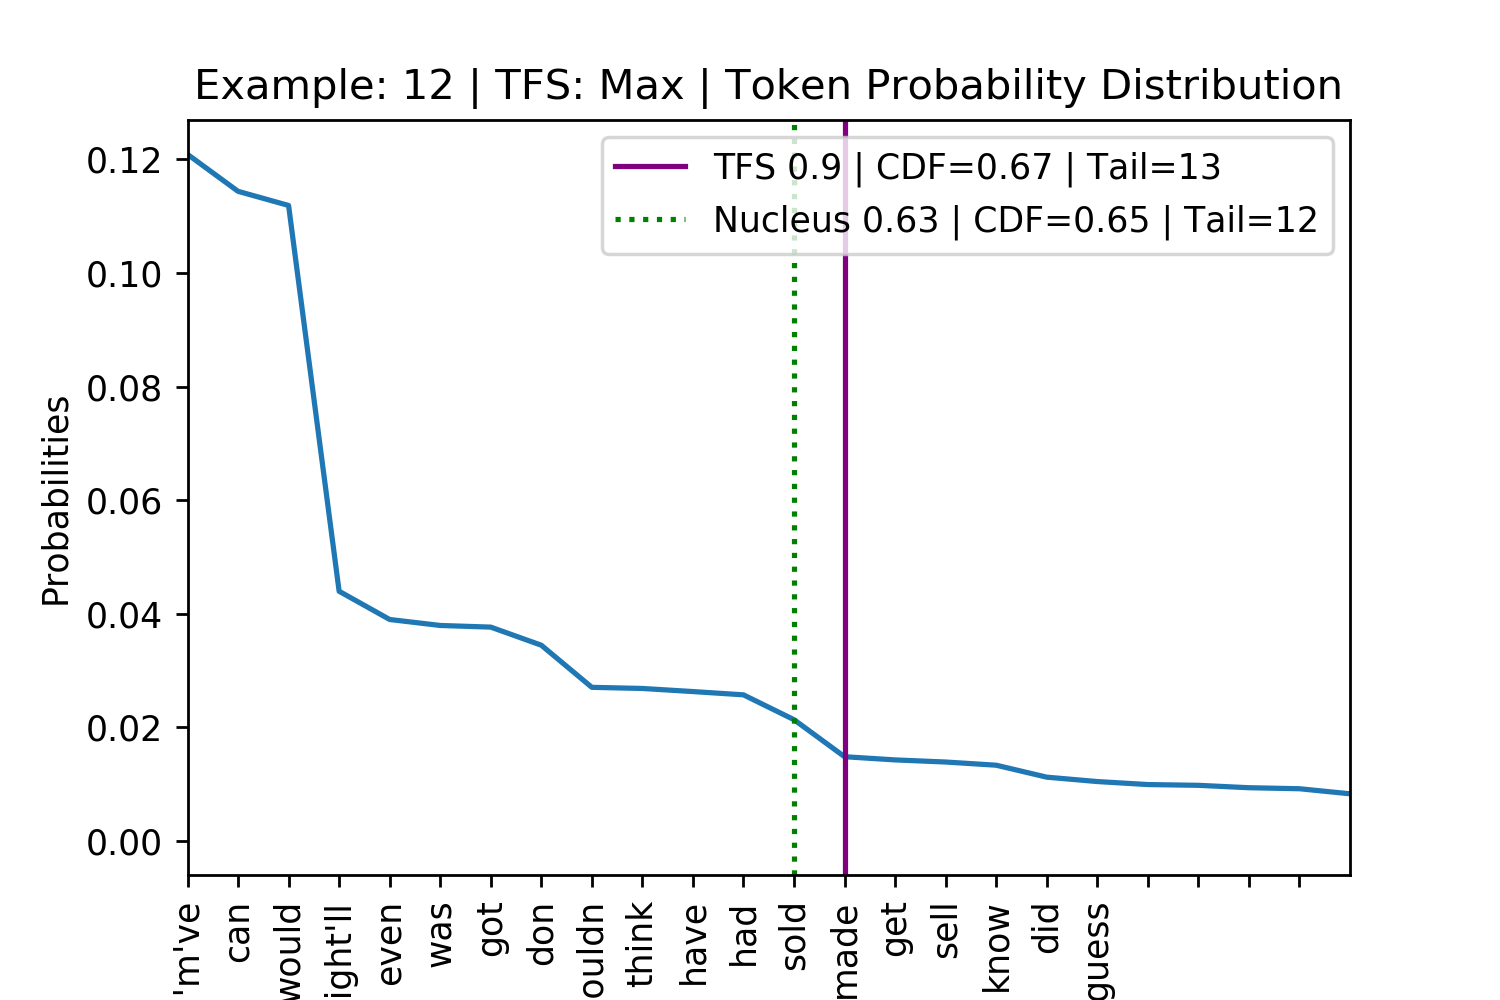 Example: 12 | TFS: Max | Token Probability Distribution
TFS 0.9 | CDF=0.67 | Tail=13
Nucleus 0.63 | CDF=0.65 | Tail=12
Probabilities
0.12
0.10
0.08
0.06
0.04
0.02
0.00
'm've
can
would
ight'll
even
was
got
don
ouldn
think
have
had
sold
made
get
sell
know
did
guess